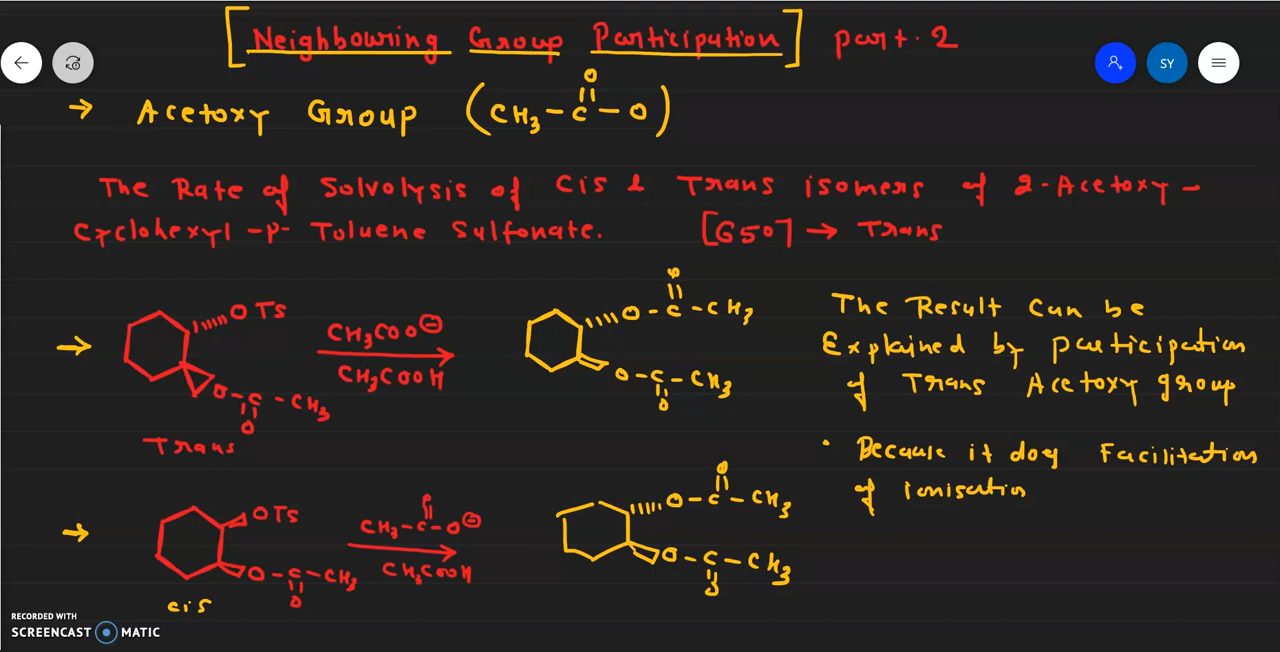 [Neighbouring Group Participation] part. 2
SY
→ Acetoxy Group (CH3-C-O)
O
The Rate of Solvolysis of Cis & Trans isomers of 2-Acetoxy-
Cyclohexyl-p- Toluene Sulfonate. [650] → Trans
→ OTs
O-C-CH3
O
Trans
CH3COO⊖
CH3COOH
O
O-C-CH3
O-C-CH3
O
The Result Can be
Explained by participation
of Trans Acetoxy group
• Because it does Facilitation
of ionisation
→ OTs
O-C-CH3
O
cis
O
CH3-C-O⊖
CH3COOH
O
O-C-CH3
O-C-CH3
O
RECORDED WITH
SCREENCAST MATIC